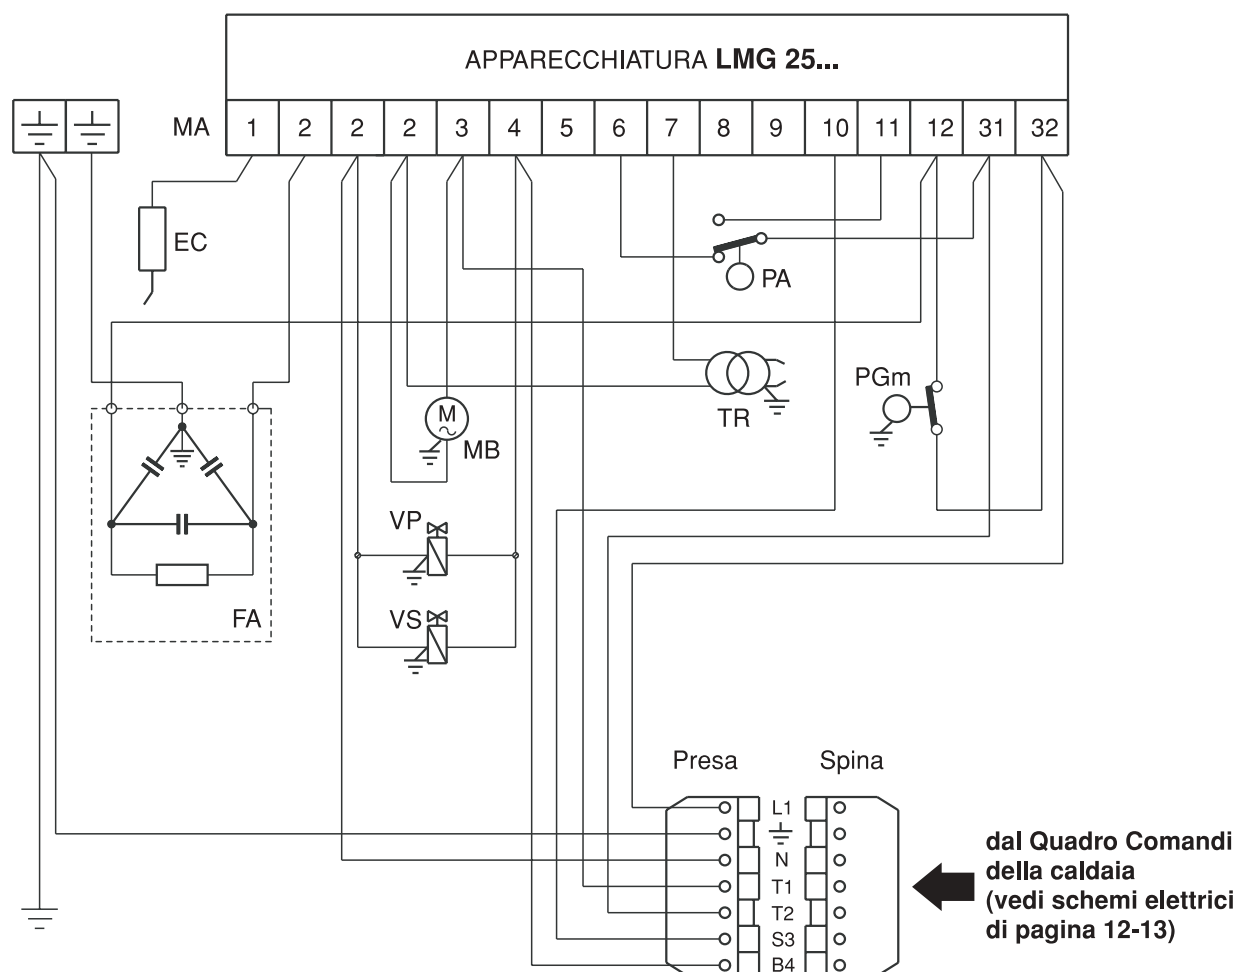 APPARECCHIATURA LMG 25...
MA 1 2 2 2 3 4 5 6 7 8 9 10 11 12 31 32
EC
PA
TR
PGm
M
MB
VP
VS
FA
Presa Spina
L1
N
T1
T2
S3
B4
dal Quadro Comandi
della caldaia
(vedi schemi elettrici
di pagina 12-13)